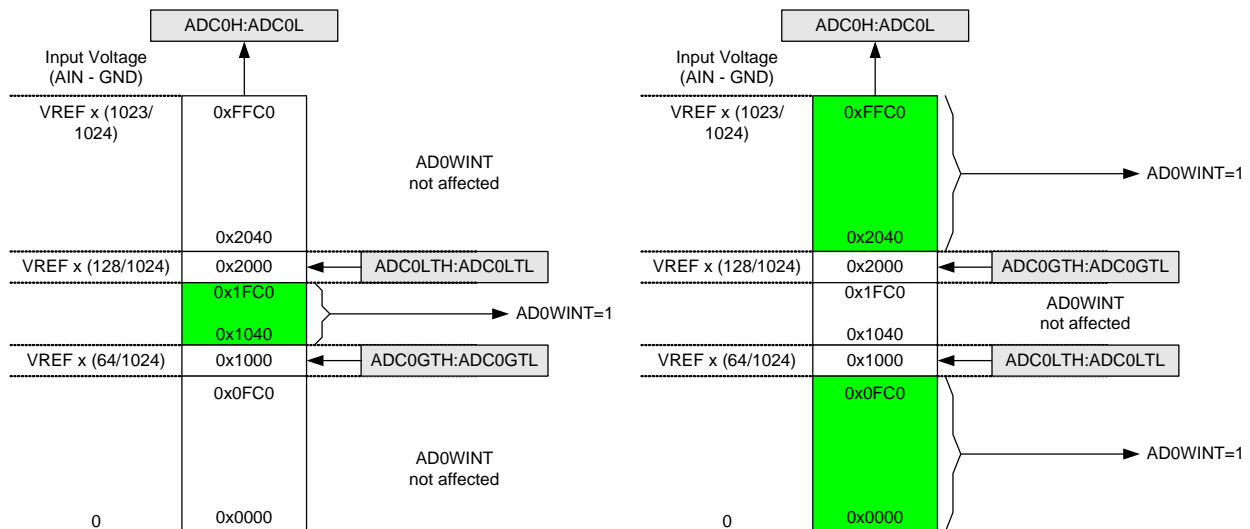 ADC0H:ADC0L
Input Voltage
(AIN - GND)
VREF x (1023/
1024)
0xFFC0
AD0WINT
not affected
0x2040
VREF x (128/1024)
0x2000
ADC0LTH:ADC0LTL
0x1FC0
AD0WINT=1
0x1040
VREF x (64/1024)
0x1000
ADC0GTH:ADC0GTL
0x0FC0
AD0WINT
not affected
0
0x0000
ADC0H:ADC0L
Input Voltage
(AIN - GND)
VREF x (1023/
1024)
0xFFC0
AD0WINT=1
0x2040
VREF x (128/1024)
0x2000
ADC0GTH:ADC0GTL
0x1FC0
AD0WINT
not affected
0x1040
VREF x (64/1024)
0x1000
ADC0LTH:ADC0LTL
0x0FC0
AD0WINT=1
0
0x0000